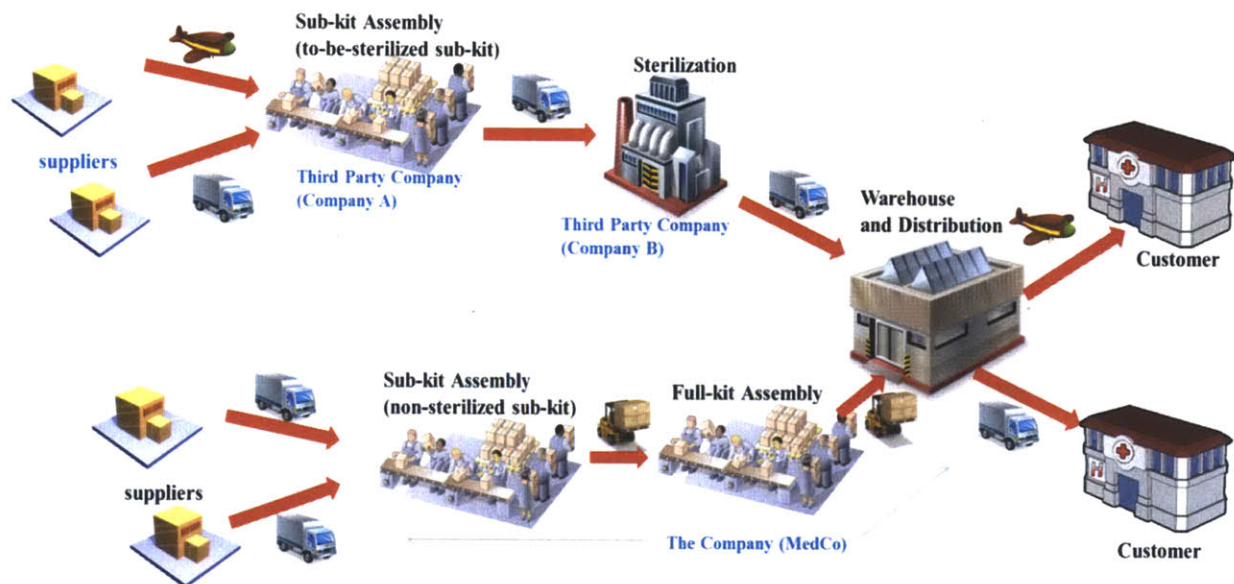 Sub-kit Assembly
(to-be-sterilized sub-kit)
Sterilization
suppliers
Third Party Company
(Company A)
Third Party Company
(Company B)
Warehouse
and Distribution
H
Customer
Sub-kit Assembly
(non-sterilized sub-kit)
Full-kit Assembly
suppliers
The Company (MedCo)
H
Customer